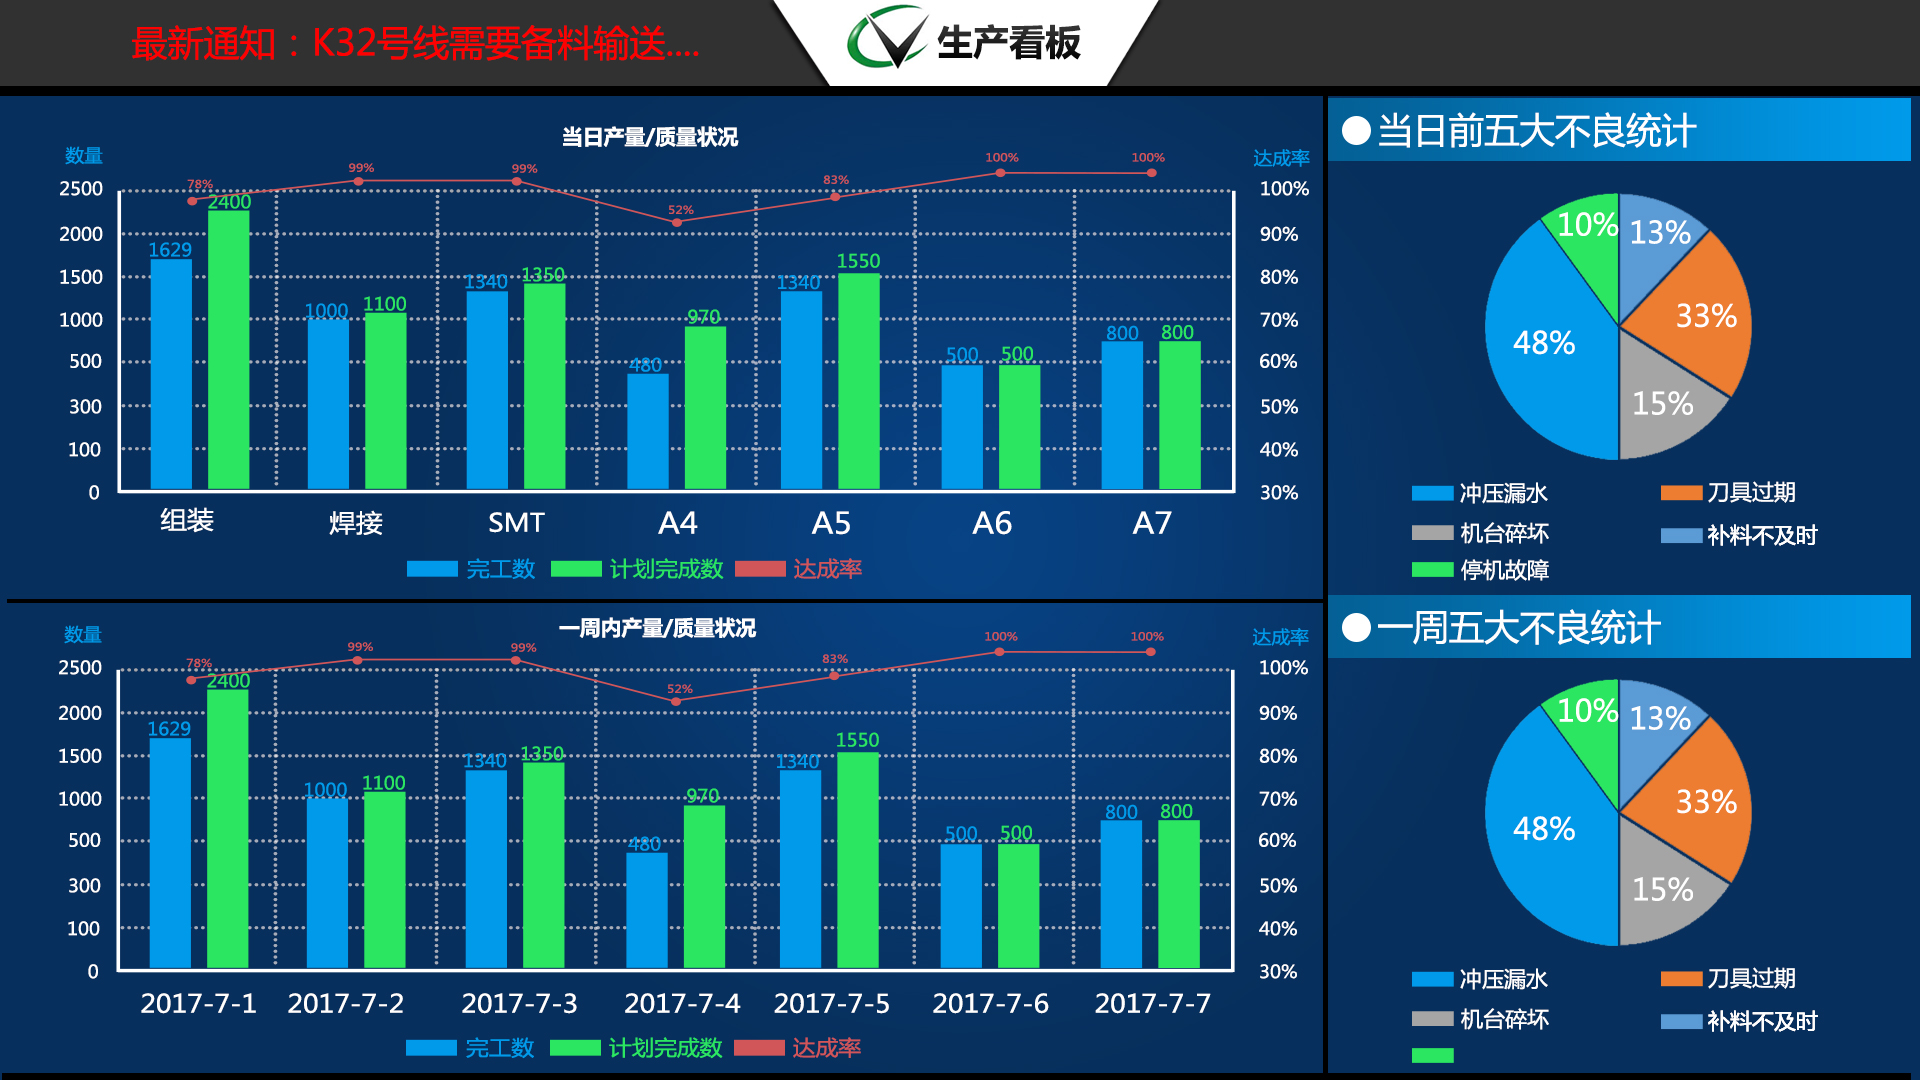 最新通知：K32号线需要备料输送....
生产看板
当日产量/质量状况
数量
达成率
2500
2000
1500
1000
500
300
100
0
100%
90%
80%
70%
60%
50%
40%
30%
78%
99%
99%
52%
83%
100%
100%
1629
2400
1000
1100
1340
1350
480
970
1340
1550
500
500
800
800
组装
焊接
SMT
A4
A5
A6
A7
完工数
计划完成数
达成率
当日前五大不良统计
10%
13%
33%
48%
15%
冲压漏水
刀具过期
机台碎坏
补料不及时
停机故障
一周内产量/质量状况
数量
达成率
2500
2000
1500
1000
500
300
100
0
100%
90%
80%
70%
60%
50%
40%
30%
78%
99%
99%
52%
83%
100%
100%
1629
2400
1000
1100
1340
1350
480
970
1340
1550
500
500
800
800
2017-7-1
2017-7-2
2017-7-3
2017-7-4
2017-7-5
2017-7-6
2017-7-7
完工数
计划完成数
达成率
一周五大不良统计
10%
13%
33%
48%
15%
冲压漏水
刀具过期
机台碎坏
补料不及时